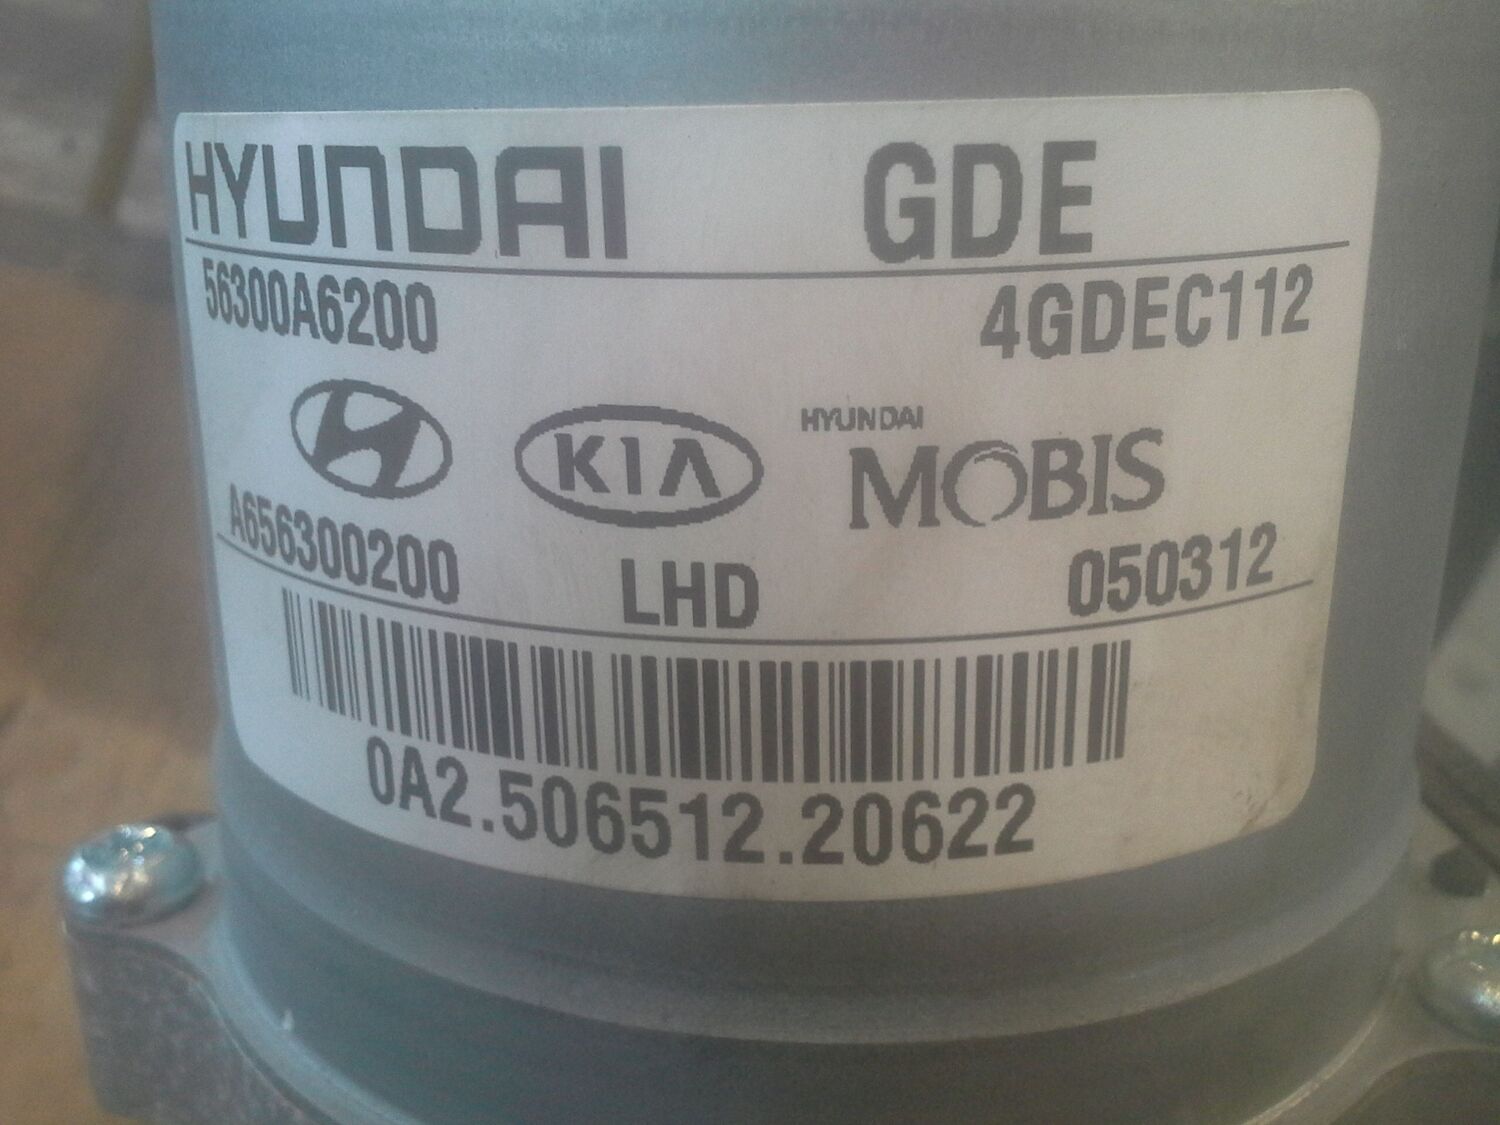 HYUNDAI GDE
56300A6200 4GDEC112
KIA HYUNDAI MOBIS
A656300200 LHD 050312
0A2.506512.20622